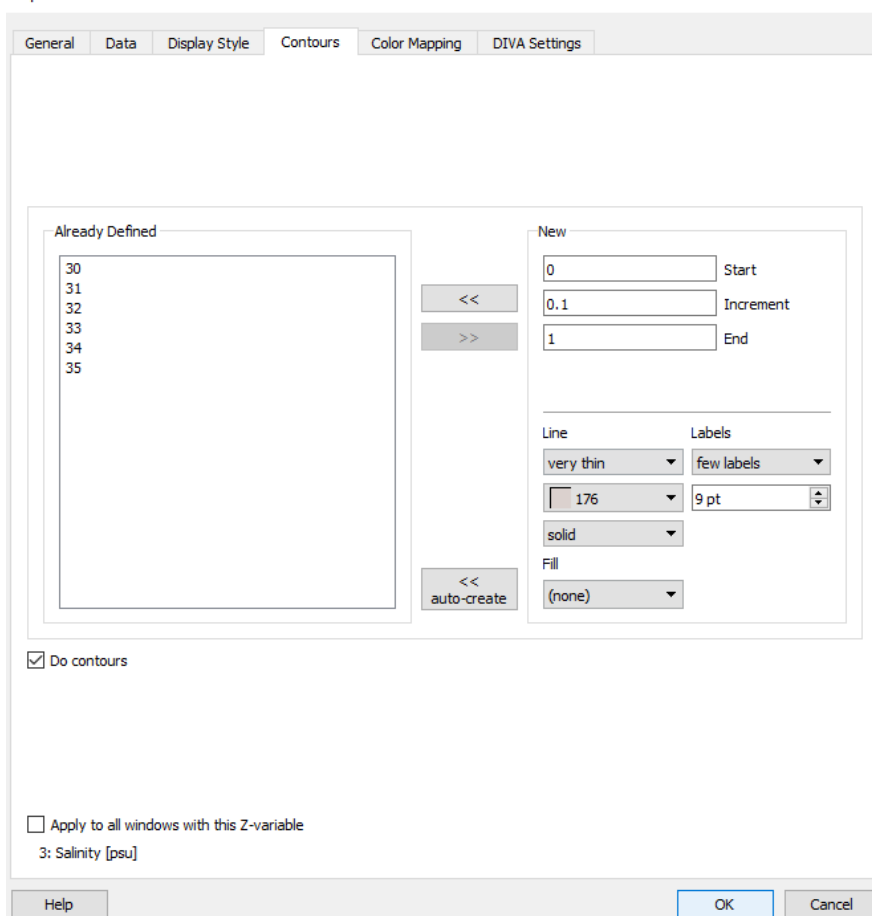 General Data Display Style Contours Color Mapping DIVA Settings
Already Defined
30
31
32
33
34
35
<<
>>
<<
auto-create
New
0 Start
0.1 Increment
1 End
Line Labels
very thin few labels
176 9 pt
solid
Fill
(none)
Do contours
Apply to all windows with this Z-variable
3: Salinity [psu]
Help OK Cancel